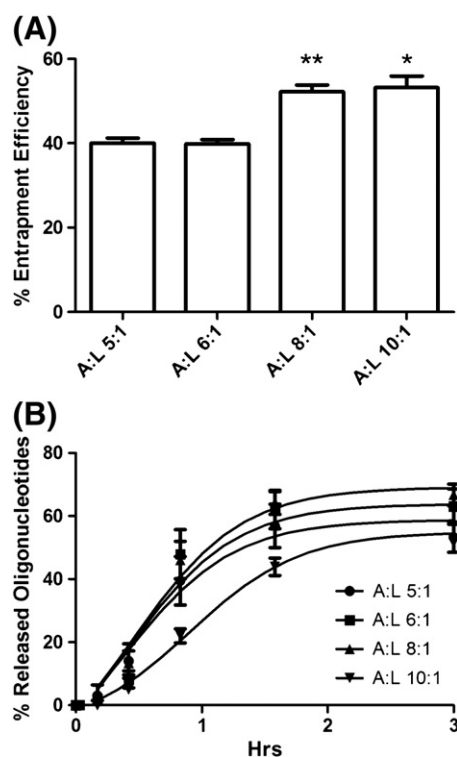 (A)
% Entrapment Efficiency
60
40
20
0
** *
A:L 5:1
A:L 6:1
A:L 8:1
A:L 10:1
(B)
% Released Oligonucleotides
80
60
40
20
0
A:L 5:1
A:L 6:1
A:L 8:1
A:L 10:1
0 1 2 3
Hrs